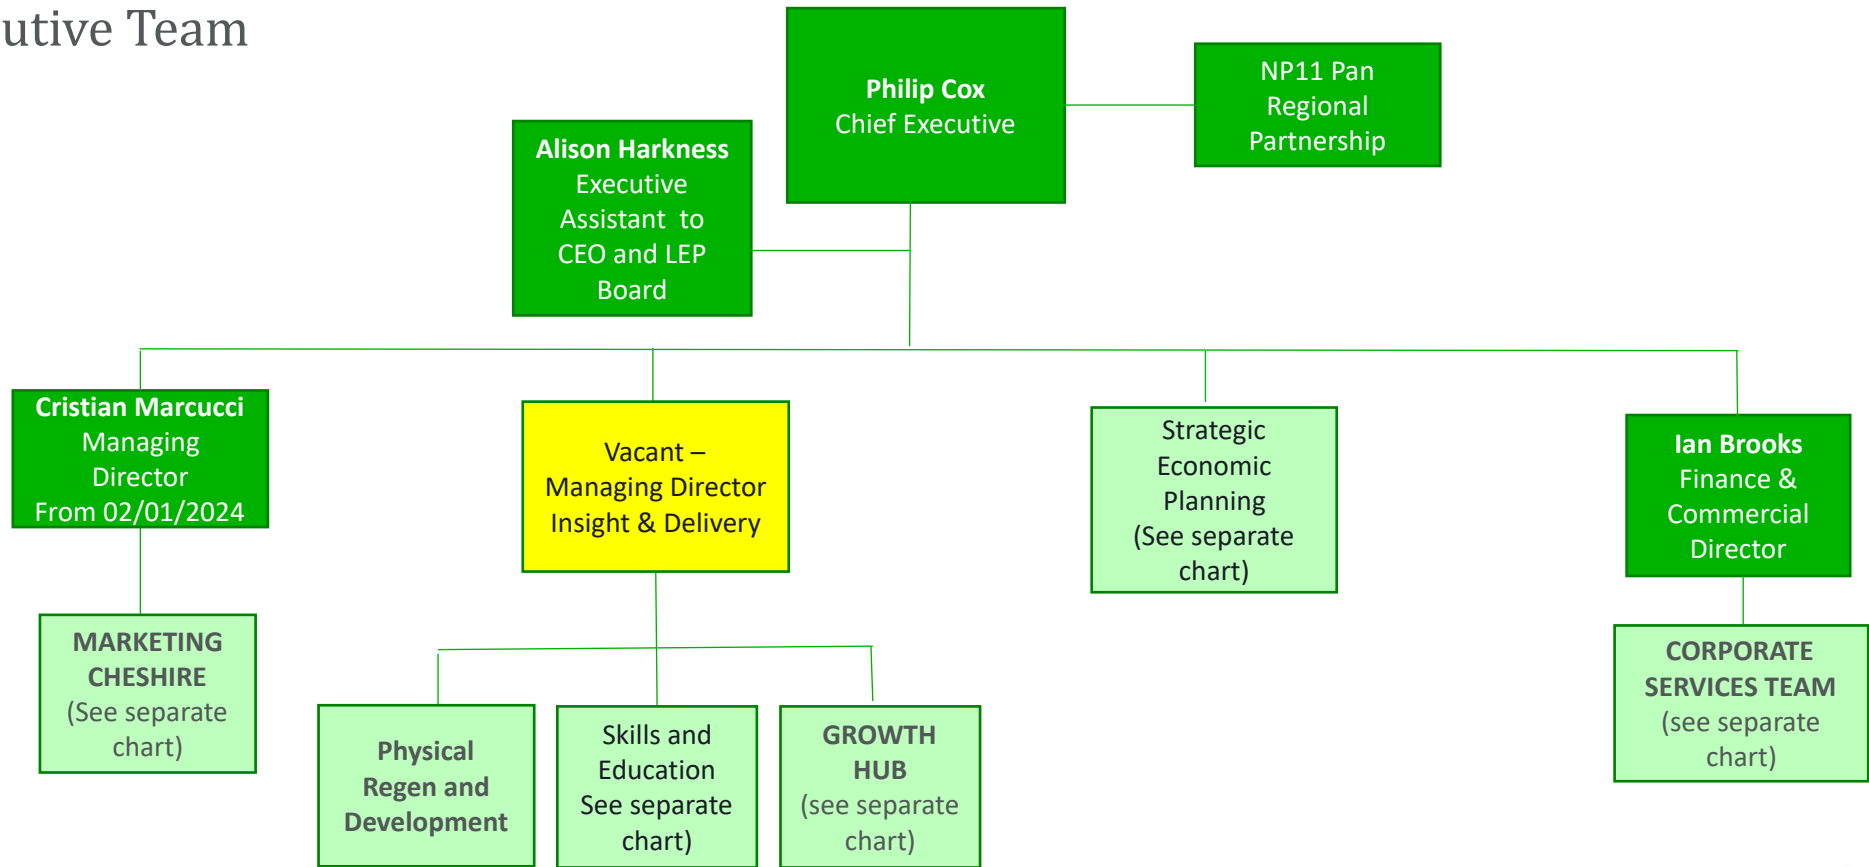 utive Team
Philip Cox
Chief Executive
NP11 Pan
Regional
Partnership
Alison Harkness
Executive
Assistant  to
CEO and LEP
Board
Cristian Marcucci
Managing
Director
From 02/01/2024
Vacant –
Managing Director
Insight & Delivery
Strategic
Economic
Planning
(See separate
chart)
Ian Brooks
Finance &
Commercial
Director
MARKETING
CHESHIRE
(See separate
chart)
Physical
Regen and
Development
Skills and
Education
See separate
chart)
GROWTH
HUB
(see separate
chart)
CORPORATE
SERVICES TEAM
(see separate
chart)